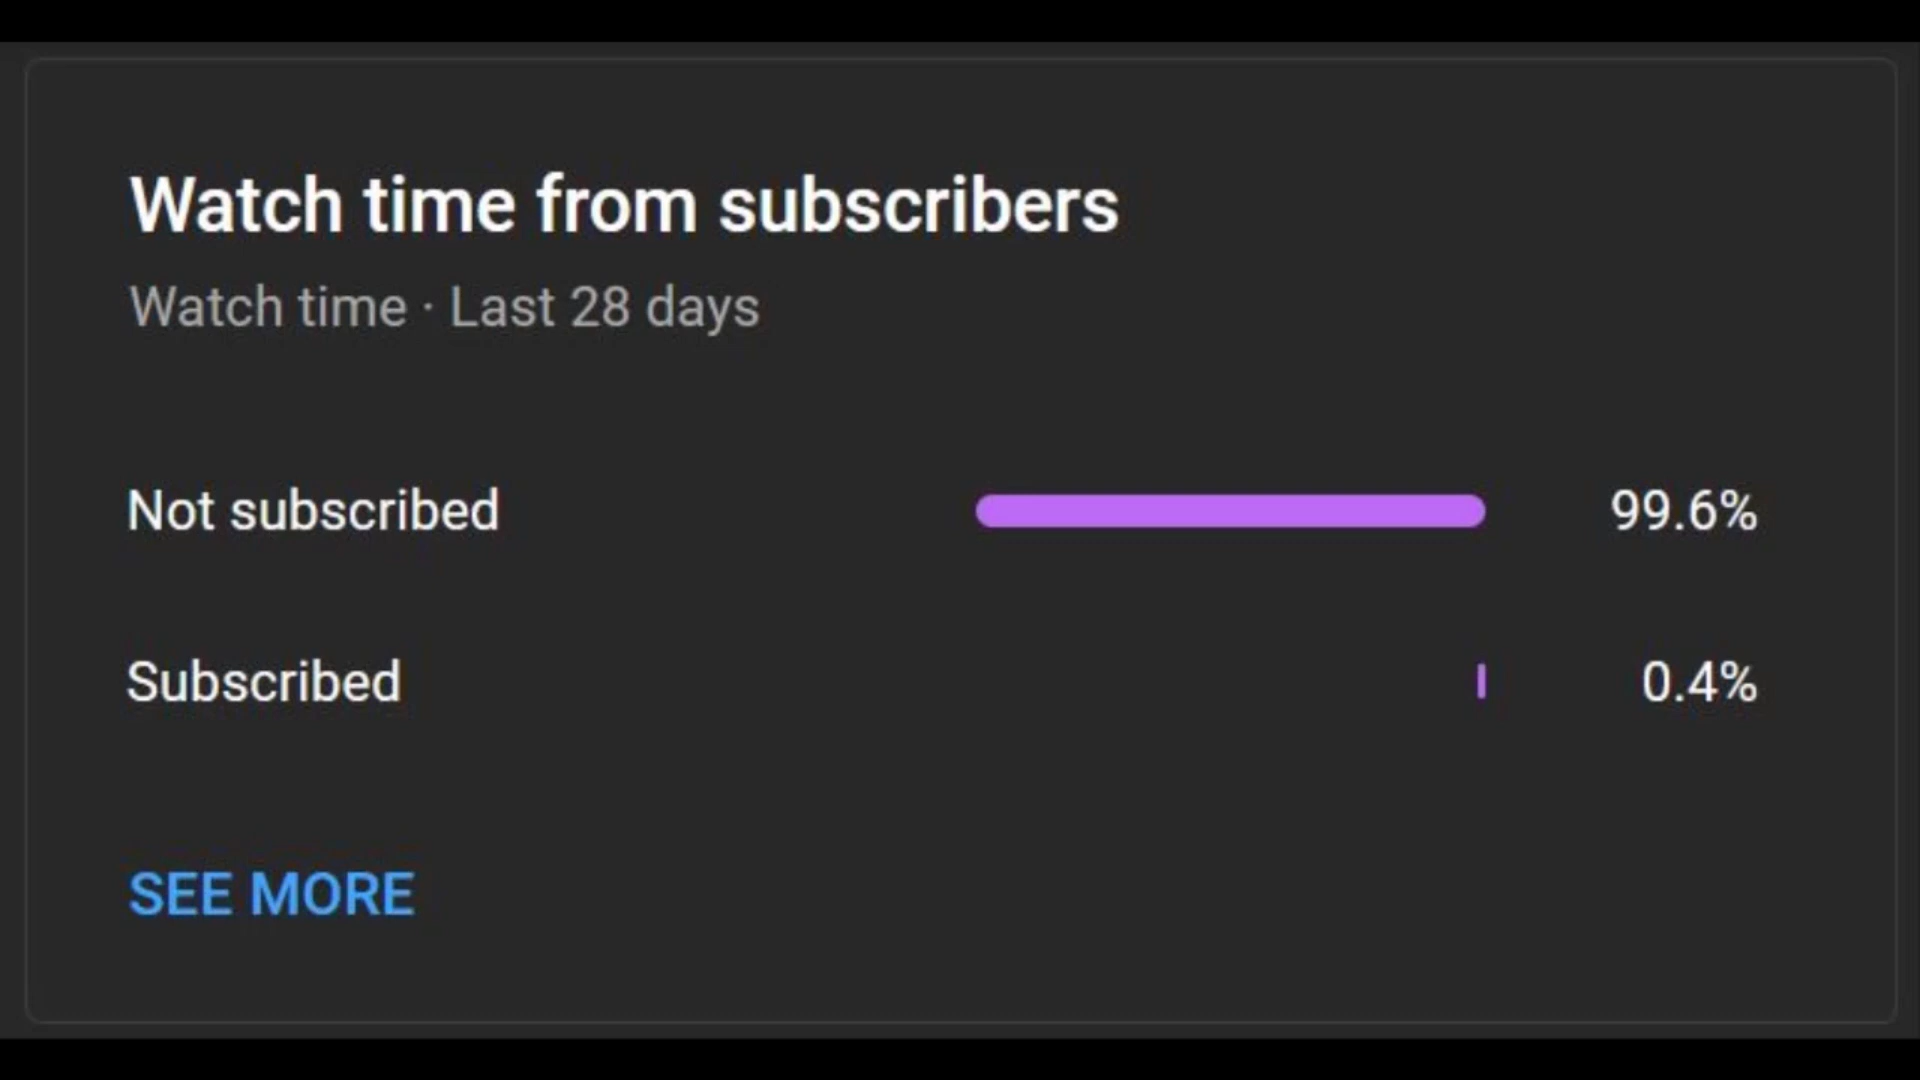 Watch time from subscribers
Watch time · Last 28 days
Not subscribed 99.6%
Subscribed 0.4%
SEE MORE